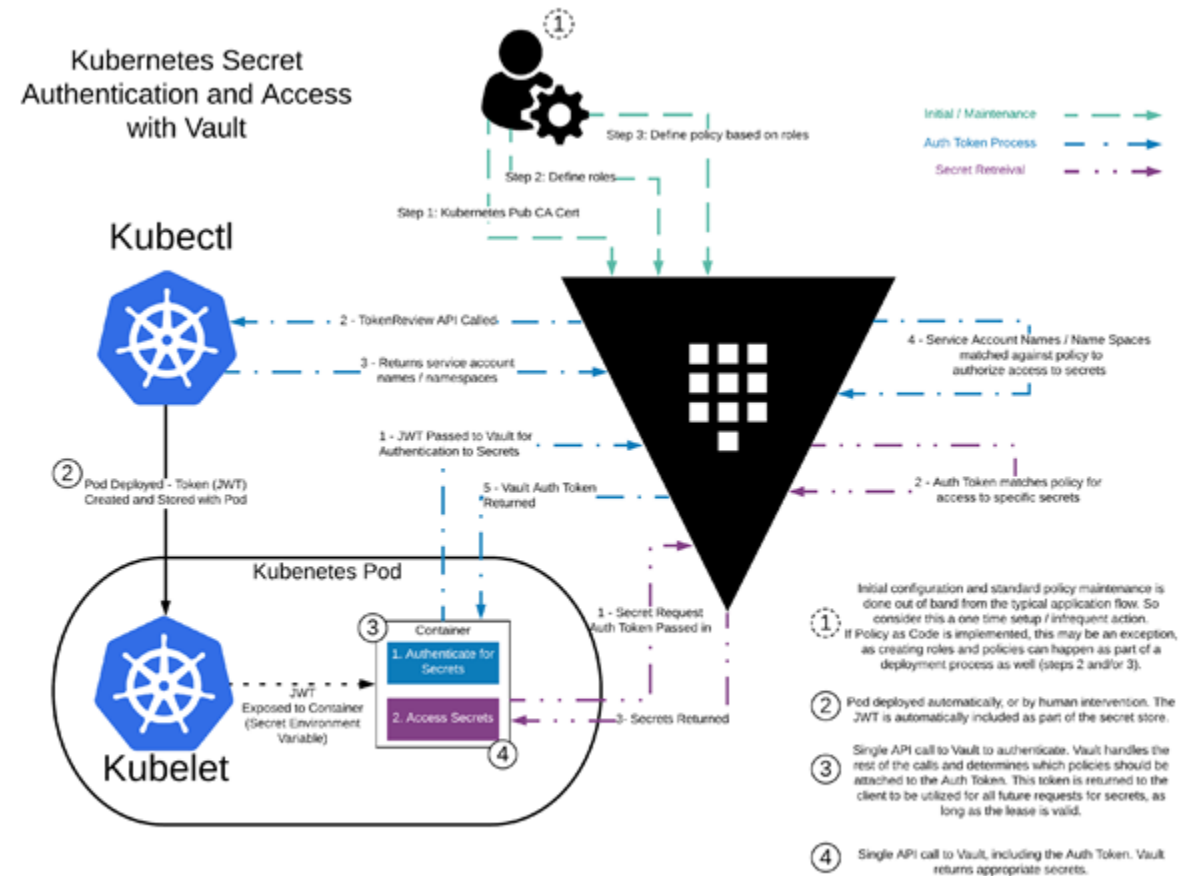 Kubernetes Secret
Authentication and Access
with Vault
1
Step 3: Define policy based on roles
Step 2: Define roles
Step 1: Kubernetes Pub CA Cert
Initial / Maintenance
Auth Token Process
Secret Retreival
Kubectl
2 - TokenReview API Called
3 - Returns service account
names / namespaces
4 - Service Account Names / Name Spaces
matched against policy to
authorize access to secrets
1 - JWT Passed to Vault for
Authentication to Secrets
5 - Vault Auth Token
Returned
2 - Auth Token matches policy for
access to specific secrets
2
Pod Deployed - Token (JWT)
Created and Stored with Pod
Kubenetes Pod
3
Container
1. Authenticate for
Secrets
2. Access Secrets
4
JWT
Exposed to Container
(Secret Environment
Variable)
Kubelet
1 - Secret Request
Auth Token Passed in
3- Secrets Returned
1
Initial configuration and standard policy maintenance is
done out of band from the typical application flow. So
consider this a one time setup / infrequent action.
If Policy as Code is implemented, this may be an exception,
as creating roles and policies can happen as part of a
deployment process as well (steps 2 and/or 3).
2
Pod deployed automatically, or by human intervention. The
JWT is automatically included as part of the secret store.
3
Single API call to Vault to authenticate. Vault handles the
rest of the calls and determines which policies should be
attached to the Auth Token. This token is returned to the
client to be utilized for all future requests for secrets, as
long as the lease is valid.
4
Single API call to Vault, including the Auth Token. Vault
returns appropriate secrets.